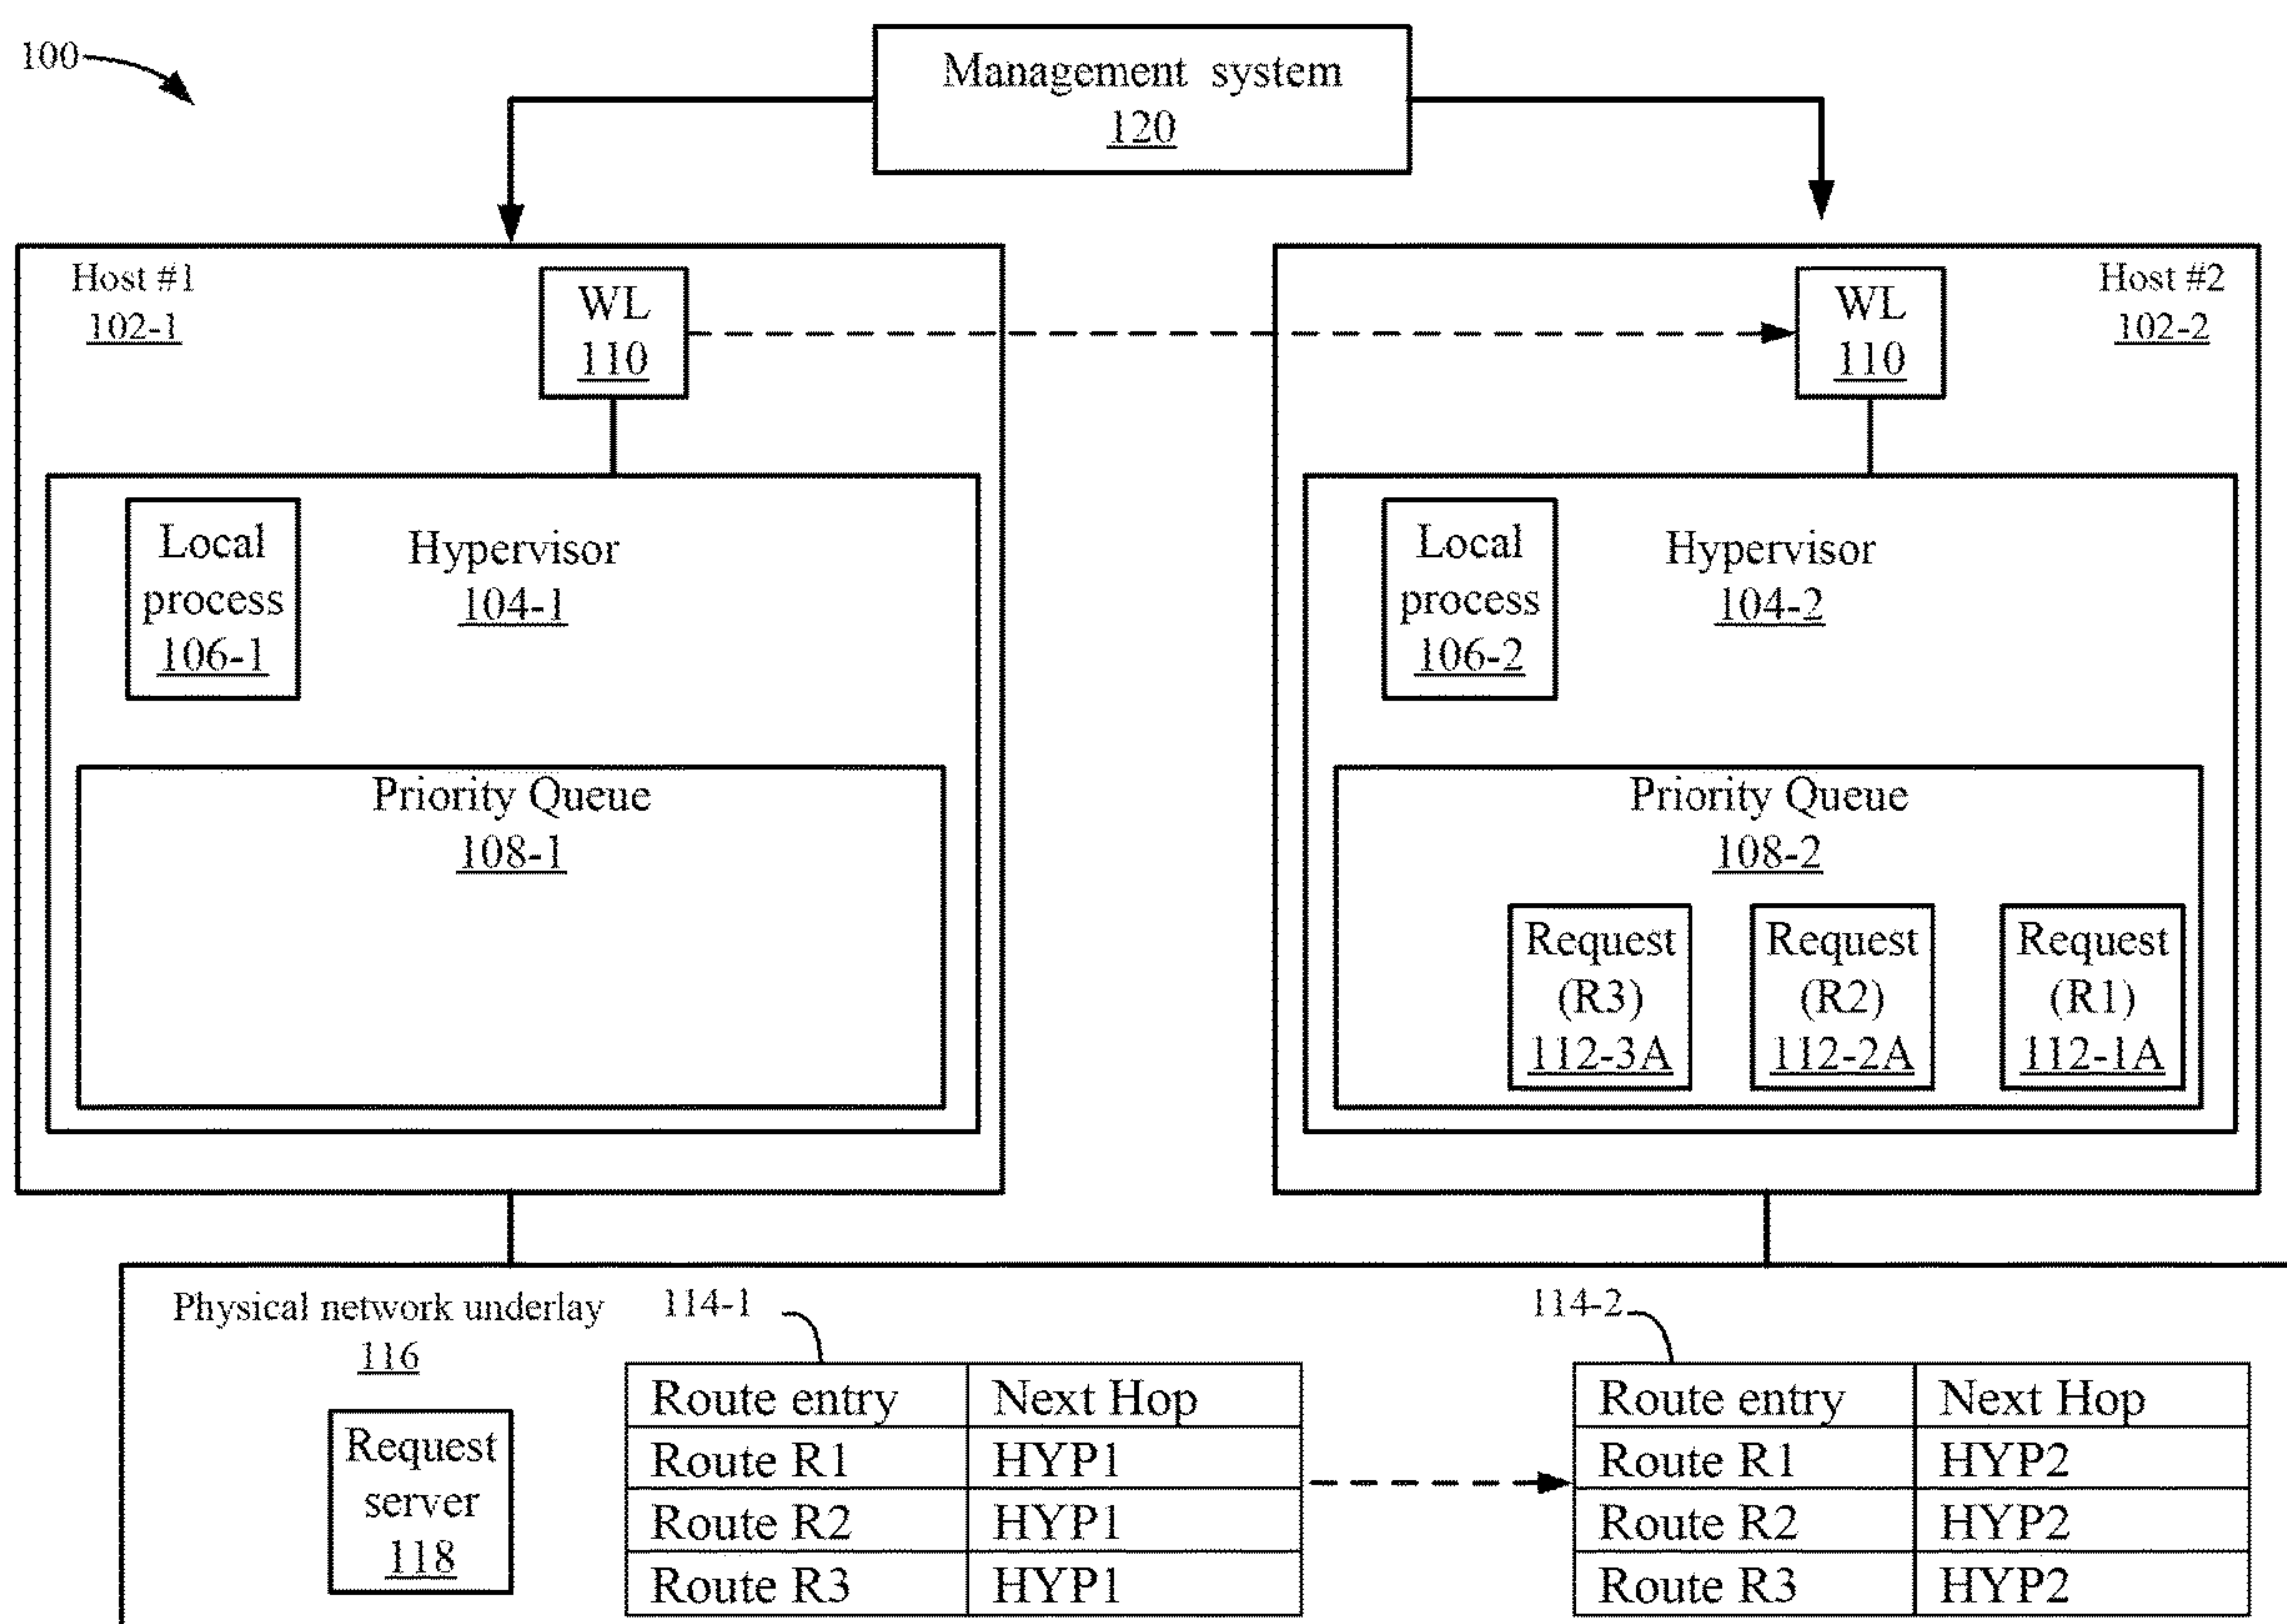 100
Management system
120
Host #1
102-1
WL
110
WL
110
Host #2
102-2
Local
process
106-1
Hypervisor
104-1
Local
process
106-2
Hypervisor
104-2
Priority Queue
108-1
Priority Queue
108-2
Request
(R3)
112-3A
Request
(R2)
112-2A
Request
(R1)
112-1A
Physical network underlay
116
Request
server
118
114-1
Route entry Next Hop
Route R1 HYP1
Route R2 HYP1
Route R3 HYP1
114-2
Route entry Next Hop
Route R1 HYP2
Route R2 HYP2
Route R3 HYP2